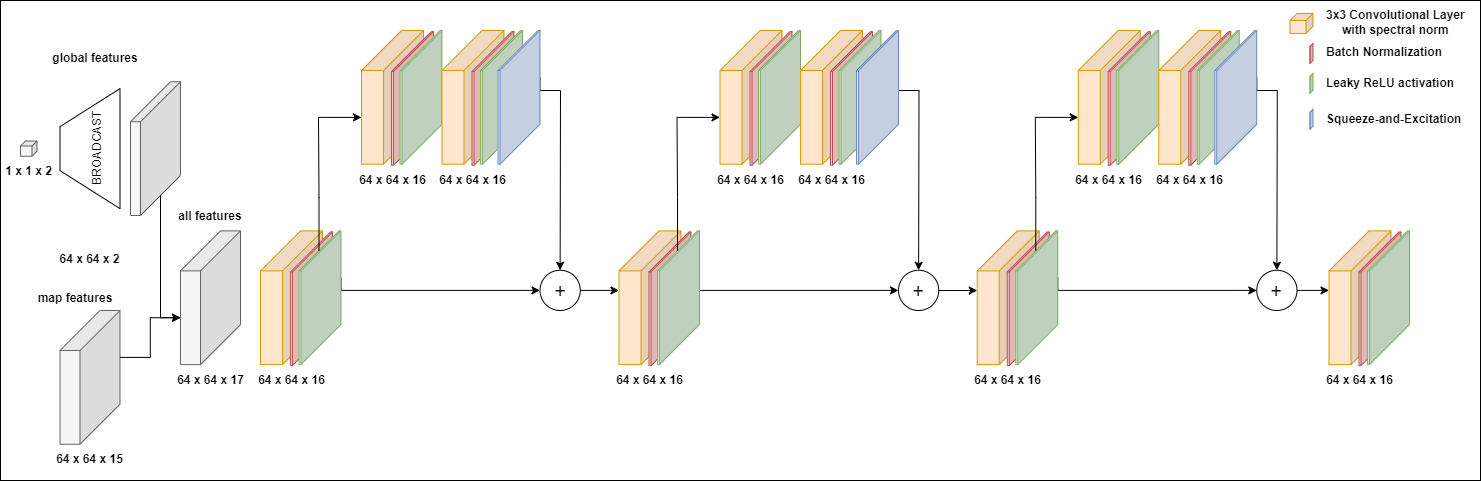 3x3 Convolutional Layer
with spectral norm
Batch Normalization
Leaky ReLU activation
Squeeze-and-Excitation
global features
BROADCAST
1 x 1 x 2
64 x 64 x 2
map features
64 x 64 x 15
all features
64 x 64 x 17
64 x 64 x 16
64 x 64 x 16
64 x 64 x 16
+
64 x 64 x 16
64 x 64 x 16
64 x 64 x 16
+
64 x 64 x 16
64 x 64 x 16
64 x 64 x 16
+
64 x 64 x 16